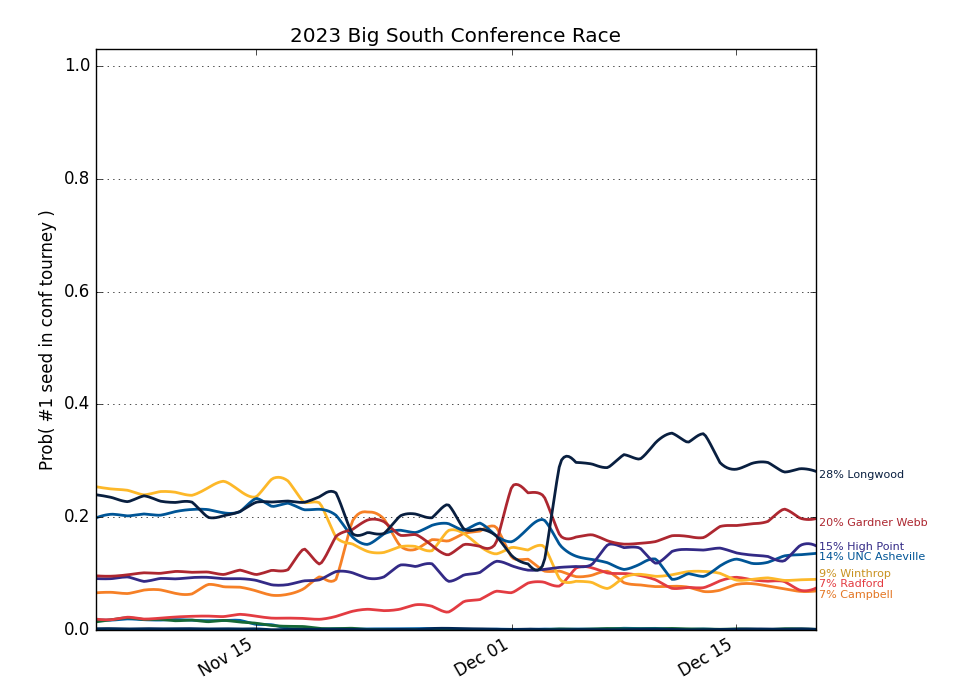 2023 Big South Conference Race
Prob( #1 seed in conf tourney )
1.0
0.8
0.6
0.4
0.2
0.0
Nov 15
Dec 01
Dec 15
28% Longwood
20% Gardner Webb
15% High Point
14% UNC Asheville
9% Winthrop
7% Radford
7% Campbell